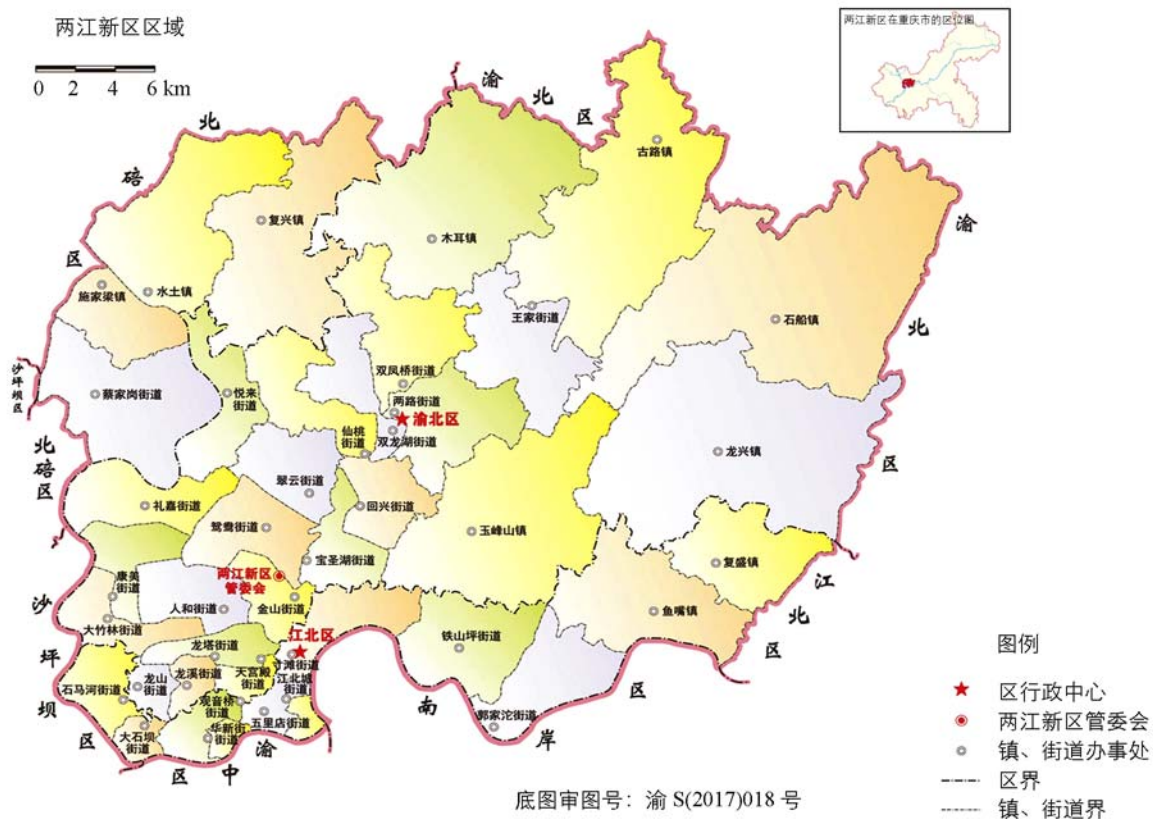 两江新区区域
0 2 4 6 km
两江新区在重庆市的区位图
渝北区
北碚区
古路镇
复兴镇
木耳镇
渝北区
施家梁镇
水土镇
王家街道
石船镇
沙坪坝区
双凤桥街道
蔡家岗街道
悦来
街道
两路街道
渝北区
仙桃
街道
双龙湖街道
北碚区
龙兴镇
翠云街道
礼嘉街道
回兴街道
鸳鸯街道
玉峰山镇
宝圣湖街道
复盛镇
两江新区
管委会
康美
街道
金山街道
人和街道
鱼嘴镇
江北区
大竹林街道
江北区
铁山坪街道
龙塔街道
寸滩街道
沙坪坝区
天宫殿
街道
龙山
街道
龙溪街道
江北城
街道
石马河街道
观音桥
街道
五里店街道
郭家沱街道
南岸区
华新街
街道
大石坝
街道
渝中区
图例
区行政中心
两江新区管委会
镇、街道办事处
区界
镇、街道界
底图审图号：渝 S(2017)018 号